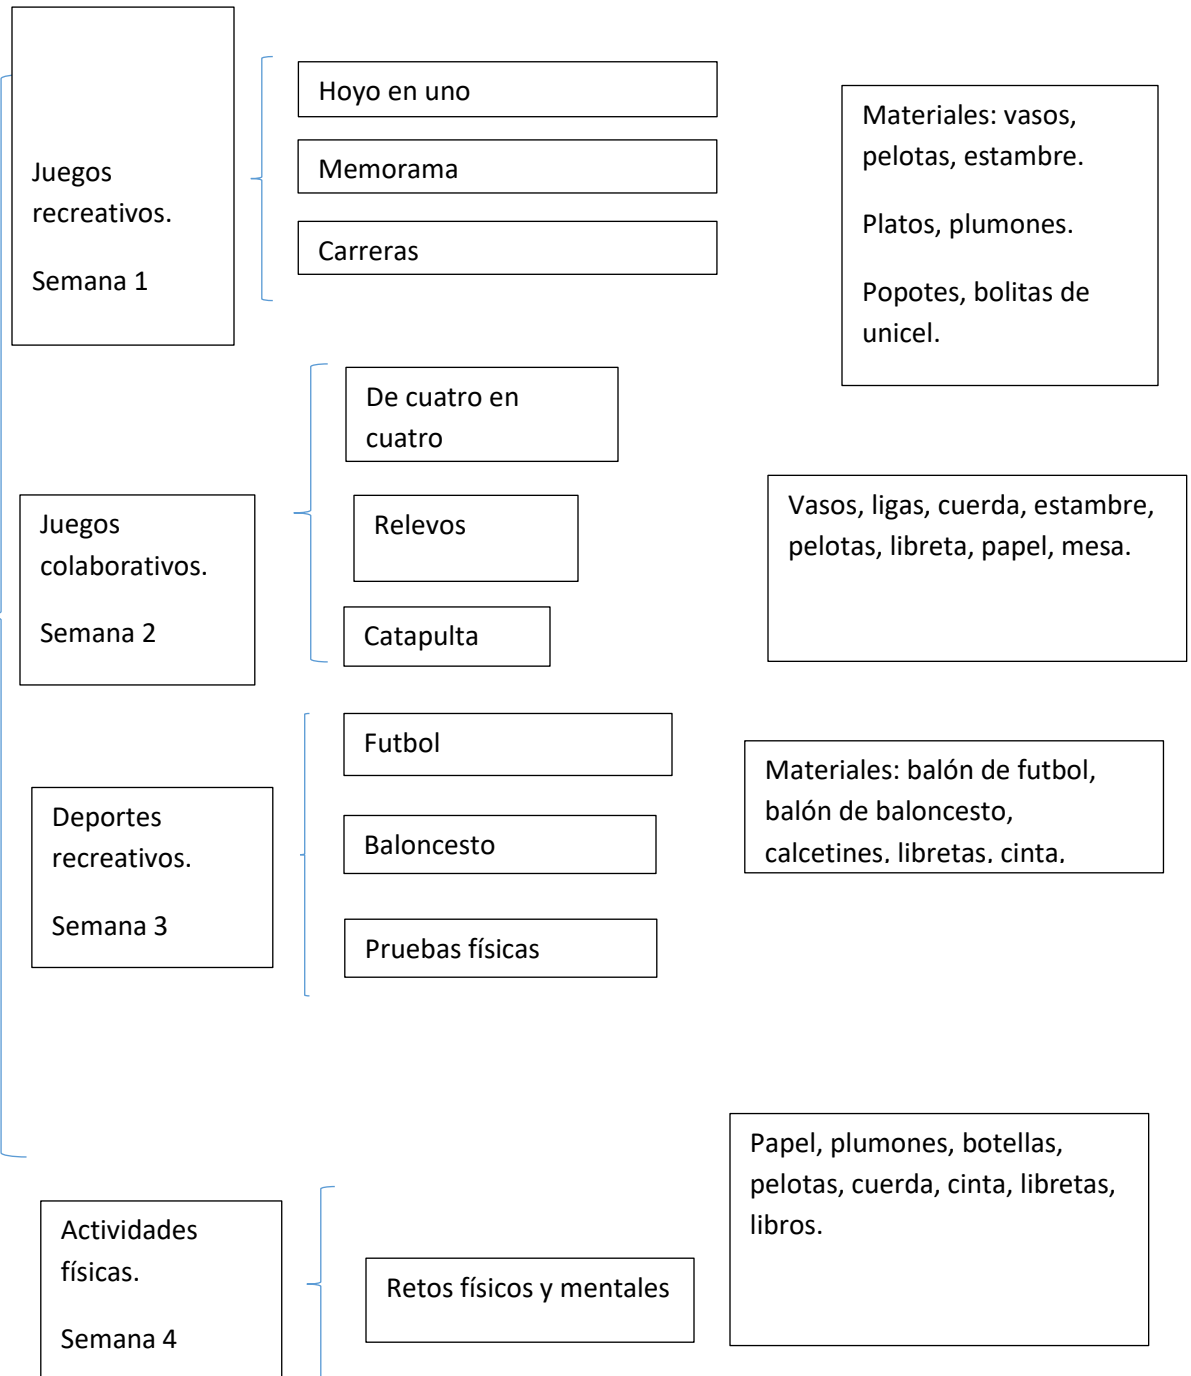 Juegos
recreativos.
Semana 1
Hoyo en uno
Memorama
Carreras
Materiales: vasos,
pelotas, estambre.
Platos, plumones.
Popotes, bolitas de
unicel.
Juegos
colaborativos.
Semana 2
De cuatro en
cuatro
Relevos
Catapulta
Vasos, ligas, cuerda, estambre,
pelotas, libreta, papel, mesa.
Deportes
recreativos.
Semana 3
Futbol
Baloncesto
Pruebas físicas
Materiales: balón de futbol,
balón de baloncesto,
calcetines, libretas, cinta,
Actividades
físicas.
Semana 4
Retos físicos y mentales
Papel, plumones, botellas,
pelotas, cuerda, cinta, libretas,
libros.